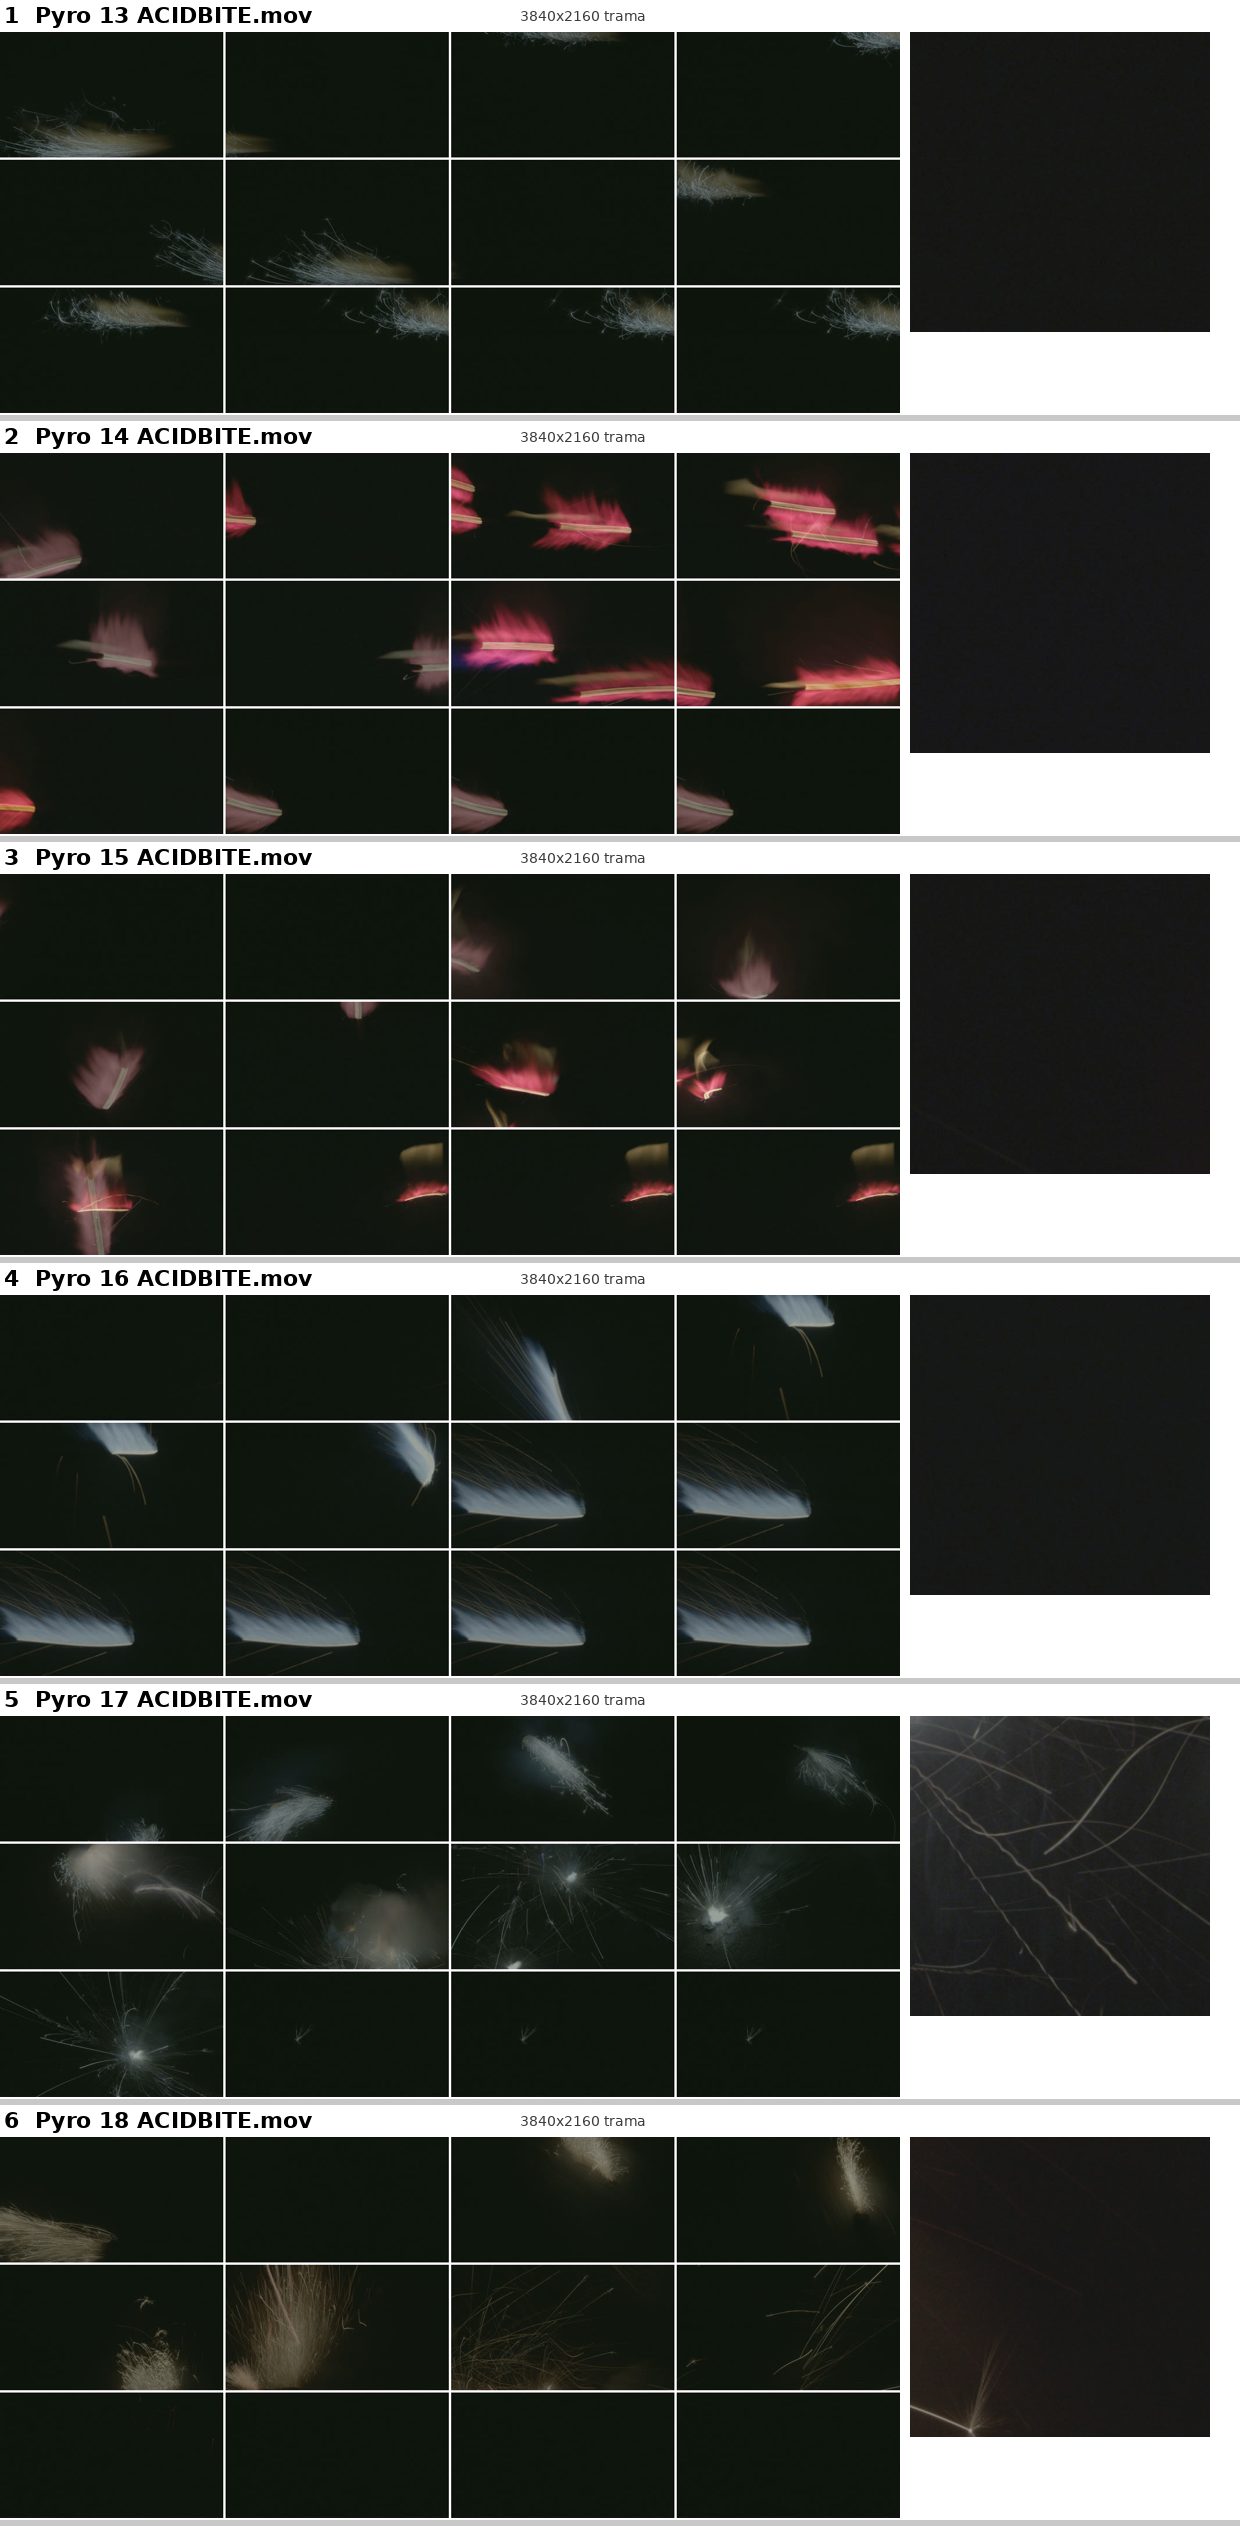 1 Pyro 13 ACIDBITE.mov 3840x2160 trama
2 Pyro 14 ACIDBITE.mov 3840x2160 trama
3 Pyro 15 ACIDBITE.mov 3840x2160 trama
4 Pyro 16 ACIDBITE.mov 3840x2160 trama
5 Pyro 17 ACIDBITE.mov 3840x2160 trama
6 Pyro 18 ACIDBITE.mov 3840x2160 trama